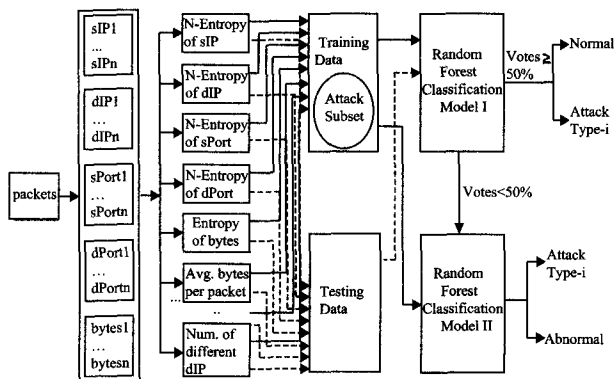 packets
sIP1
...
sIPn
dIP1
...
dIPn
sPort1
...
sPortn
dPort1
...
dPortn
bytes1
...
bytesn
N-Entropy
of sIP
N-Entropy
of dIP
N-Entropy
of sPort
N-Entropy
of dPort
Entropy
of bytes
Avg. bytes
per packet
...
..
Num. of
different
dIP
Training
Data
Attack
Subset
Testing
Data
Random
Forest
Classification
Model I
Votes ≧
50%
Normal
Attack
Type-i
Votes<50%
Random
Forest
Classification
Model II
Attack
Type-i
Abnormal